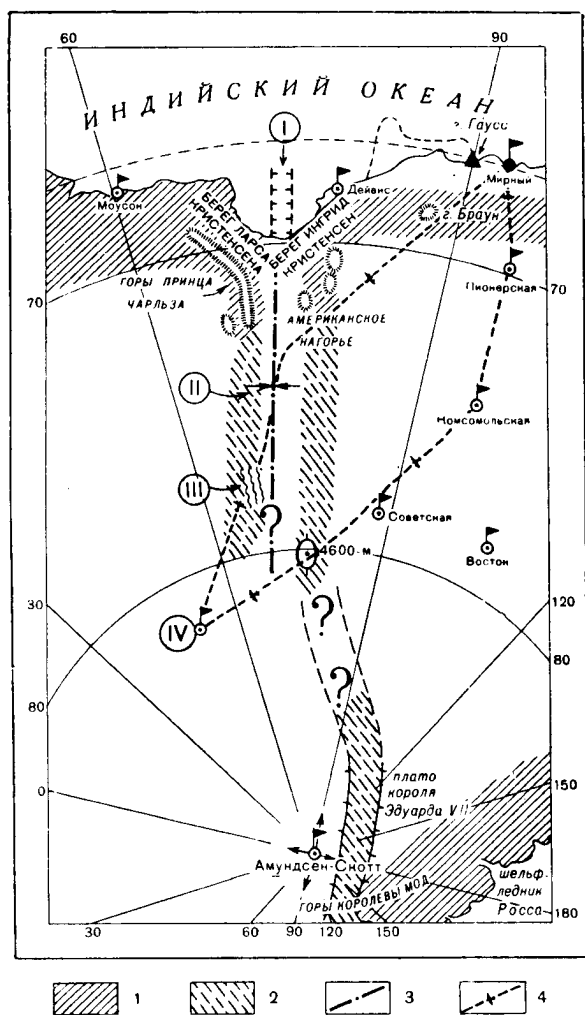 60
90
ИНДИЙСКИЙ ОКЕАН
I
г. Гаусс
Мирный
Моусон
Дейвис
БЕРЕГ ЛАРСА
КРИСТЕНСЕНА
БЕРЕГ ИНГРИД
КРИСТЕНСЕН
г. Браун
ГОРЫ ПРИНЦА
ЧАРЛЬЗА
Пионерская
70
70
АМЕРИКАНСКОЕ
НАГОРЬЕ
II
Комсомольская
III
?
Советская
4600 м
Восток
30
120
IV
?
80
80
?
0
плато
короля
Эдуарда VII
150
Амундсен-Скотт
ГОРЫ КОРОЛЕВЫ МОД
шельф.
ледник
Росса
180
30
60
90
120
150
1
2
3
4